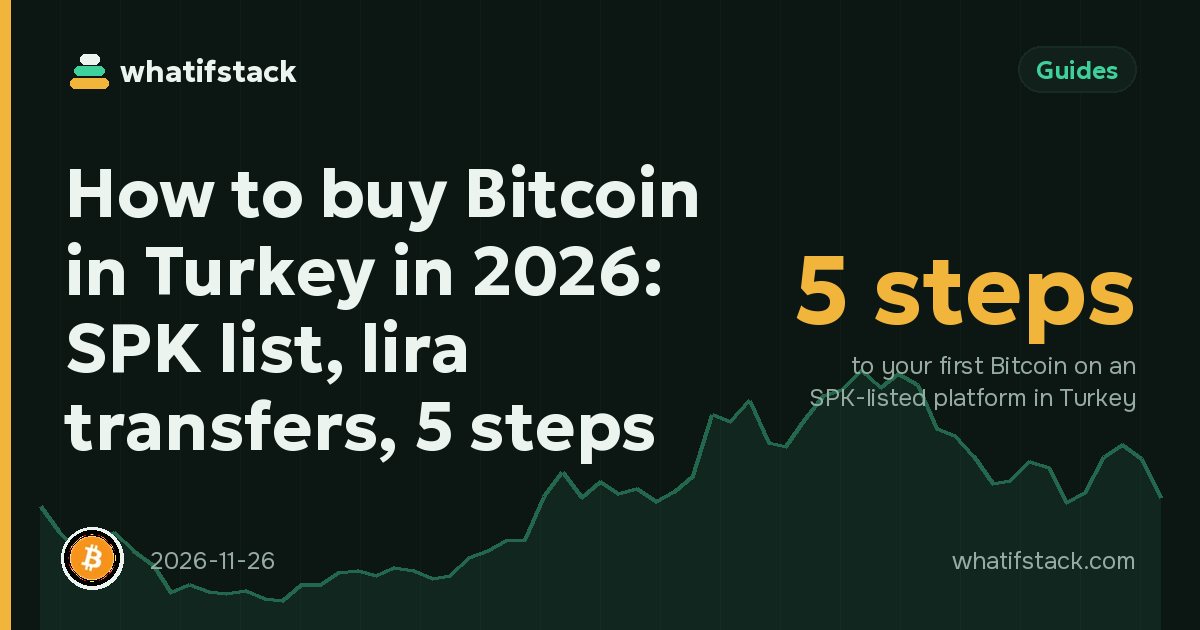 whatifstack
Guides
How to buy Bitcoin
in Turkey in 2026:
SPK list, lira
transfers, 5 steps
5 steps
to your first Bitcoin on an
SPK-listed platform in Turkey
2026-11-26
whatifstack.com